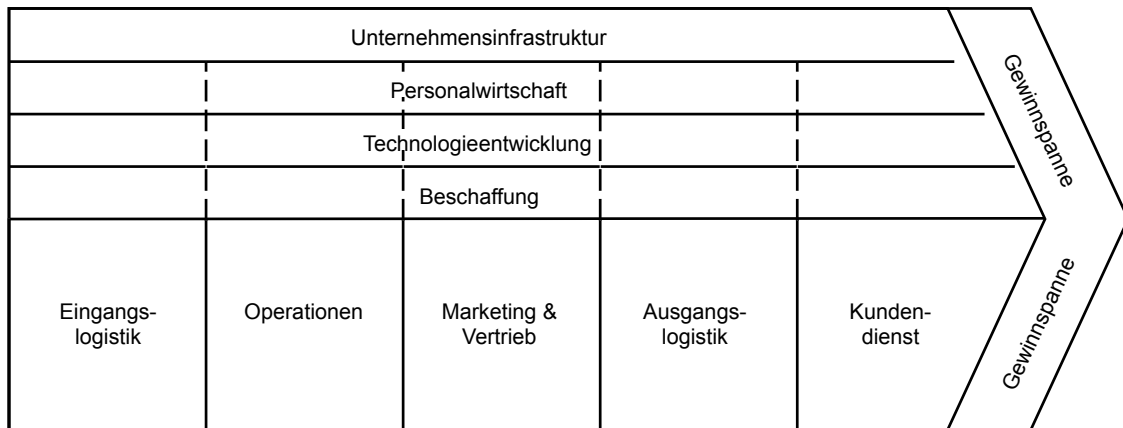 Unternehmensinfrastruktur
Personalwirtschaft
Technologieentwicklung
Beschaffung
Gewinnspanne
Eingangs-
logistik
Operationen
Marketing &
Vertrieb
Ausgangs-
logistik
Kunden-
dienst
Gewinnspanne